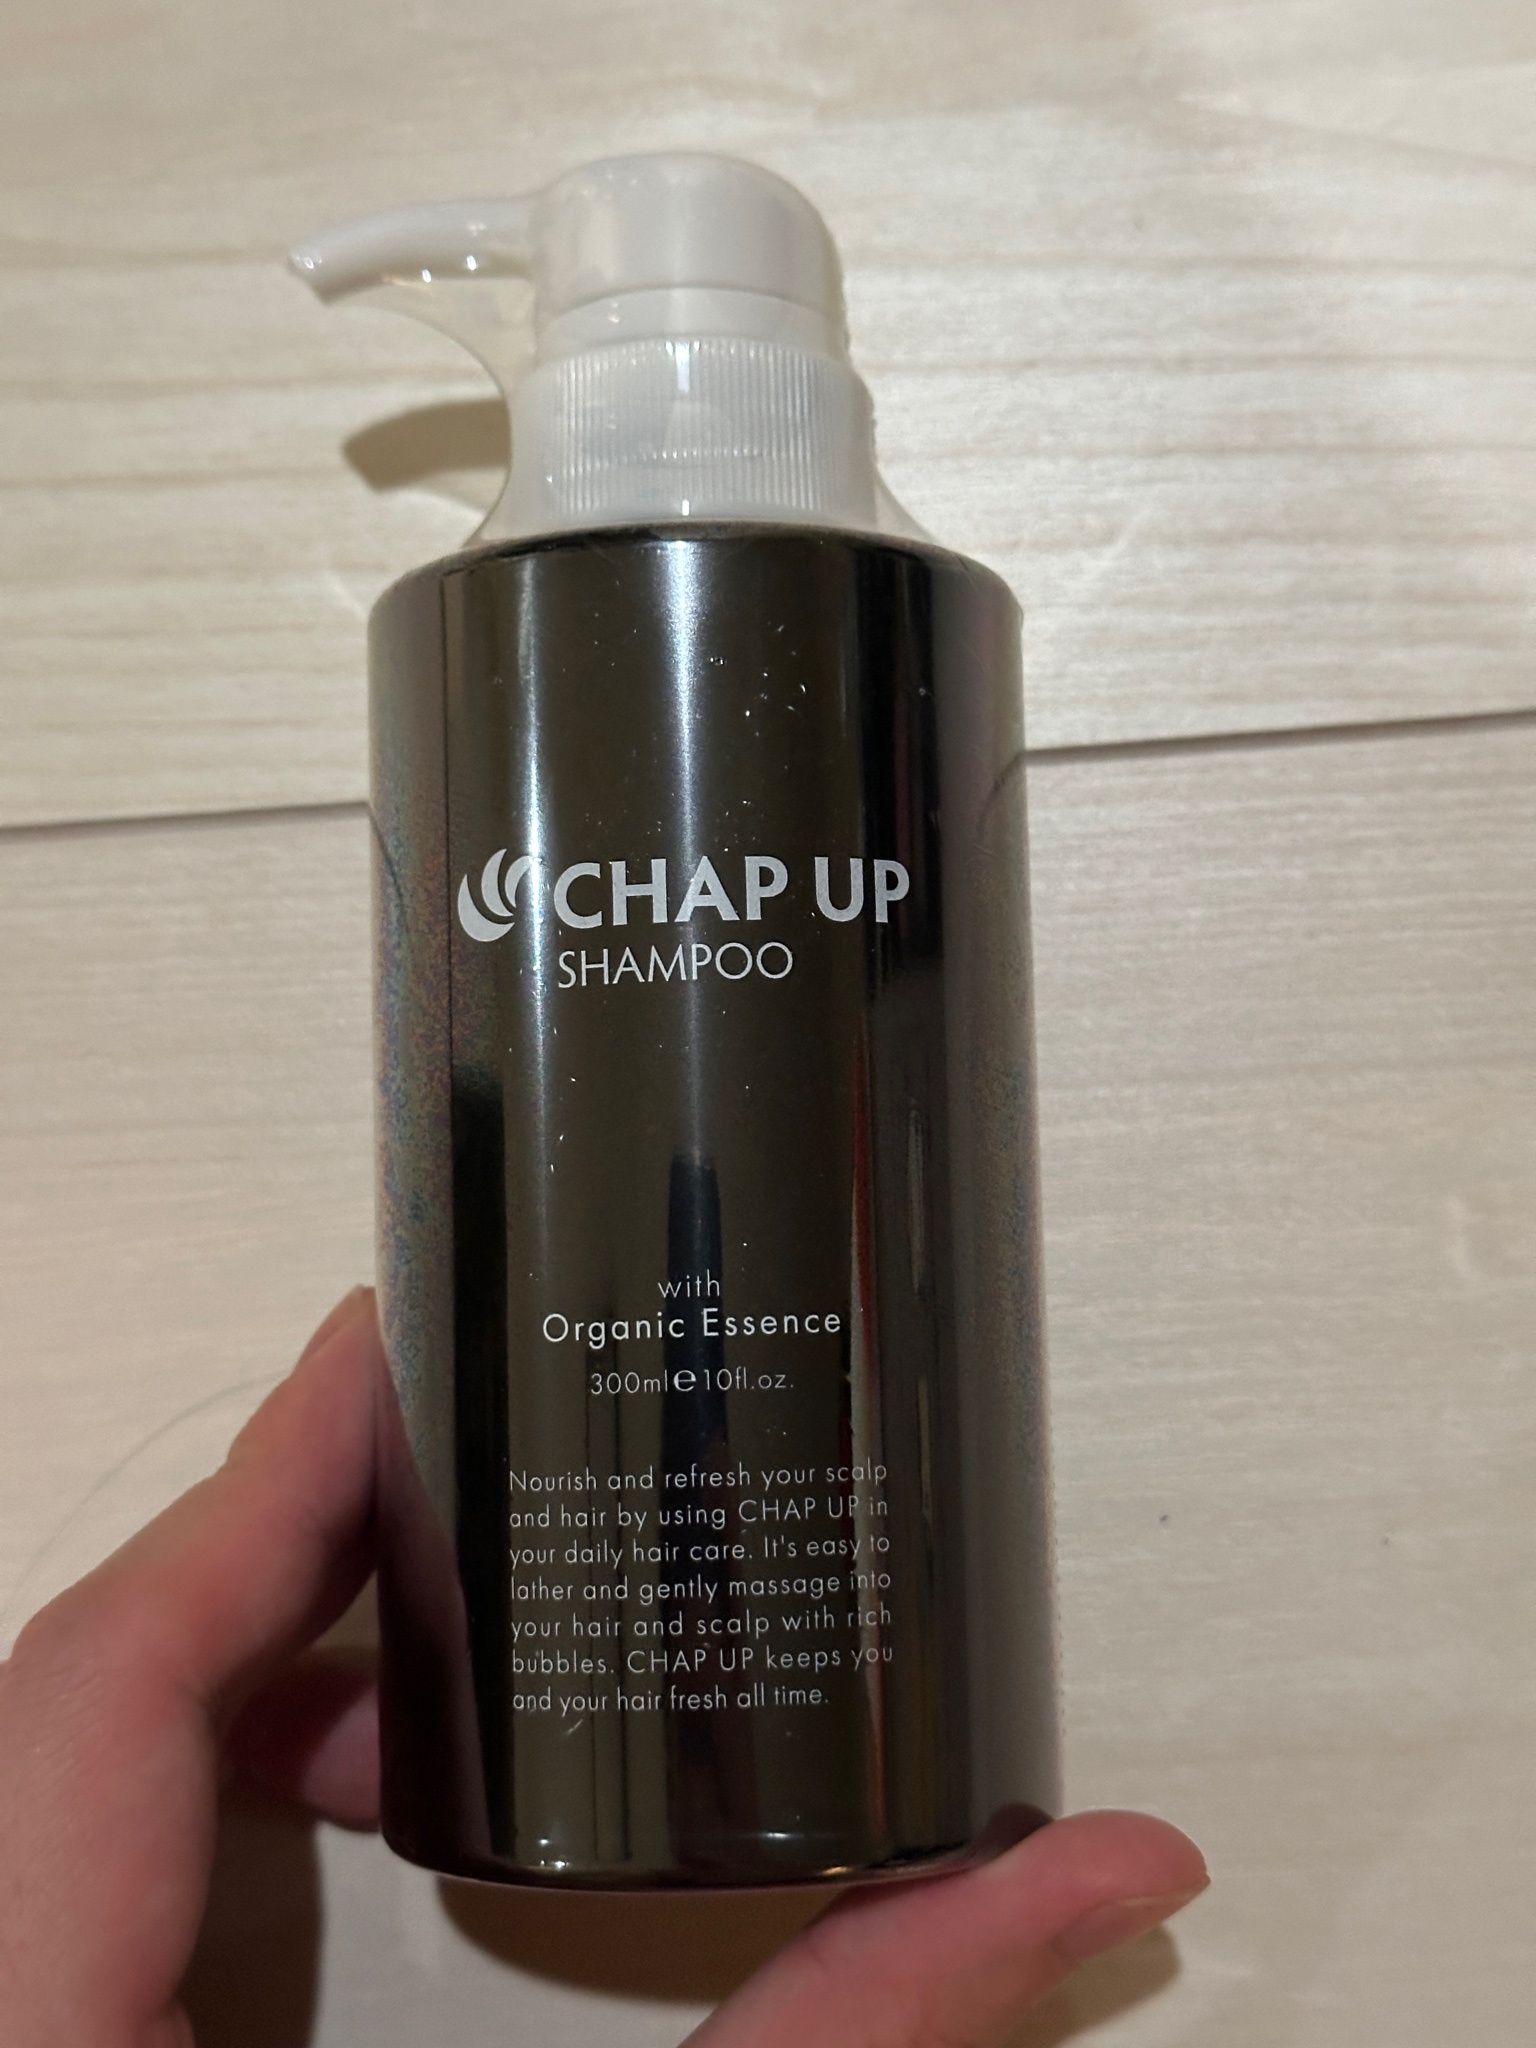 CHAP UP
SHAMPOO
with
Organic Essence
300ml℮10fl.oz.
Nourish and refresh your scalp
and hair by using CHAP UP in
your daily hair care. It's easy to
lather and gently massage into
your hair and scalp with rich
bubbles. CHAP UP keeps you
and your hair fresh all time.